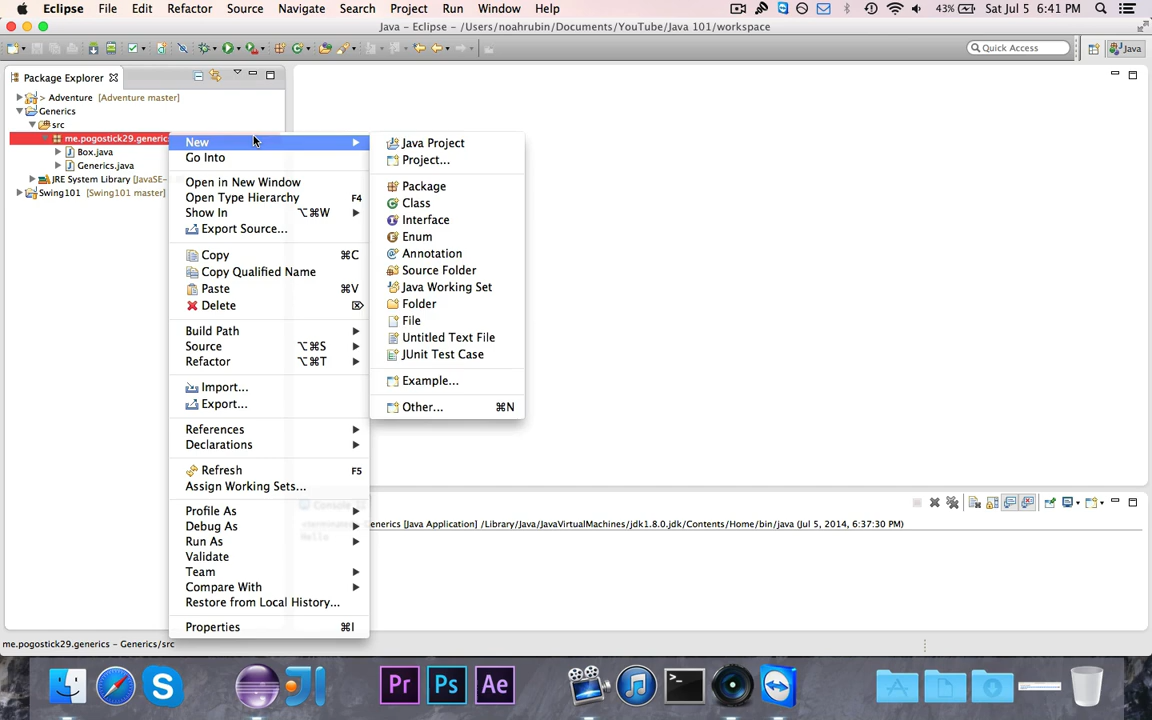 Eclipse File Edit Refactor Source Navigate Search Project Run Window Help 43% Sat Jul 5 6:41 PM
Java – Eclipse – /Users/noahrubin/Documents/YouTube/Java 101/workspace
Quick Access
Java
Package Explorer
> Adventure [Adventure master]
Generics
src
me.pogostick29.generic
Box.java
Generics.java
JRE System Library [JavaSE-
Swing101 [Swing101 master]
New
Go Into
Open in New Window
Open Type Hierarchy F4
Show In ⌥⌘W
Export Source...
Copy ⌘C
Copy Qualified Name
Paste ⌘V
Delete ⌦
Build Path
Source ⌥⌘S
Refactor ⌥⌘T
Import...
Export...
References
Declarations
Refresh F5
Assign Working Sets...
Profile As
Debug As
Run As
Validate
Team
Compare With
Restore from Local History...
Properties ⌘I
Java Project
Project...
Package
Class
Interface
Enum
Annotation
Source Folder
Java Working Set
Folder
File
Untitled Text File
JUnit Test Case
Example...
Other... ⌘N
Console
<terminated> Generics [Java Application] /Library/Java/JavaVirtualMachines/jdk1.8.0.jdk/Contents/Home/bin/java (Jul 5, 2014, 6:37:30 PM)
Hello
me.pogostick29.generics – Generics/src
Pr Ps Ae